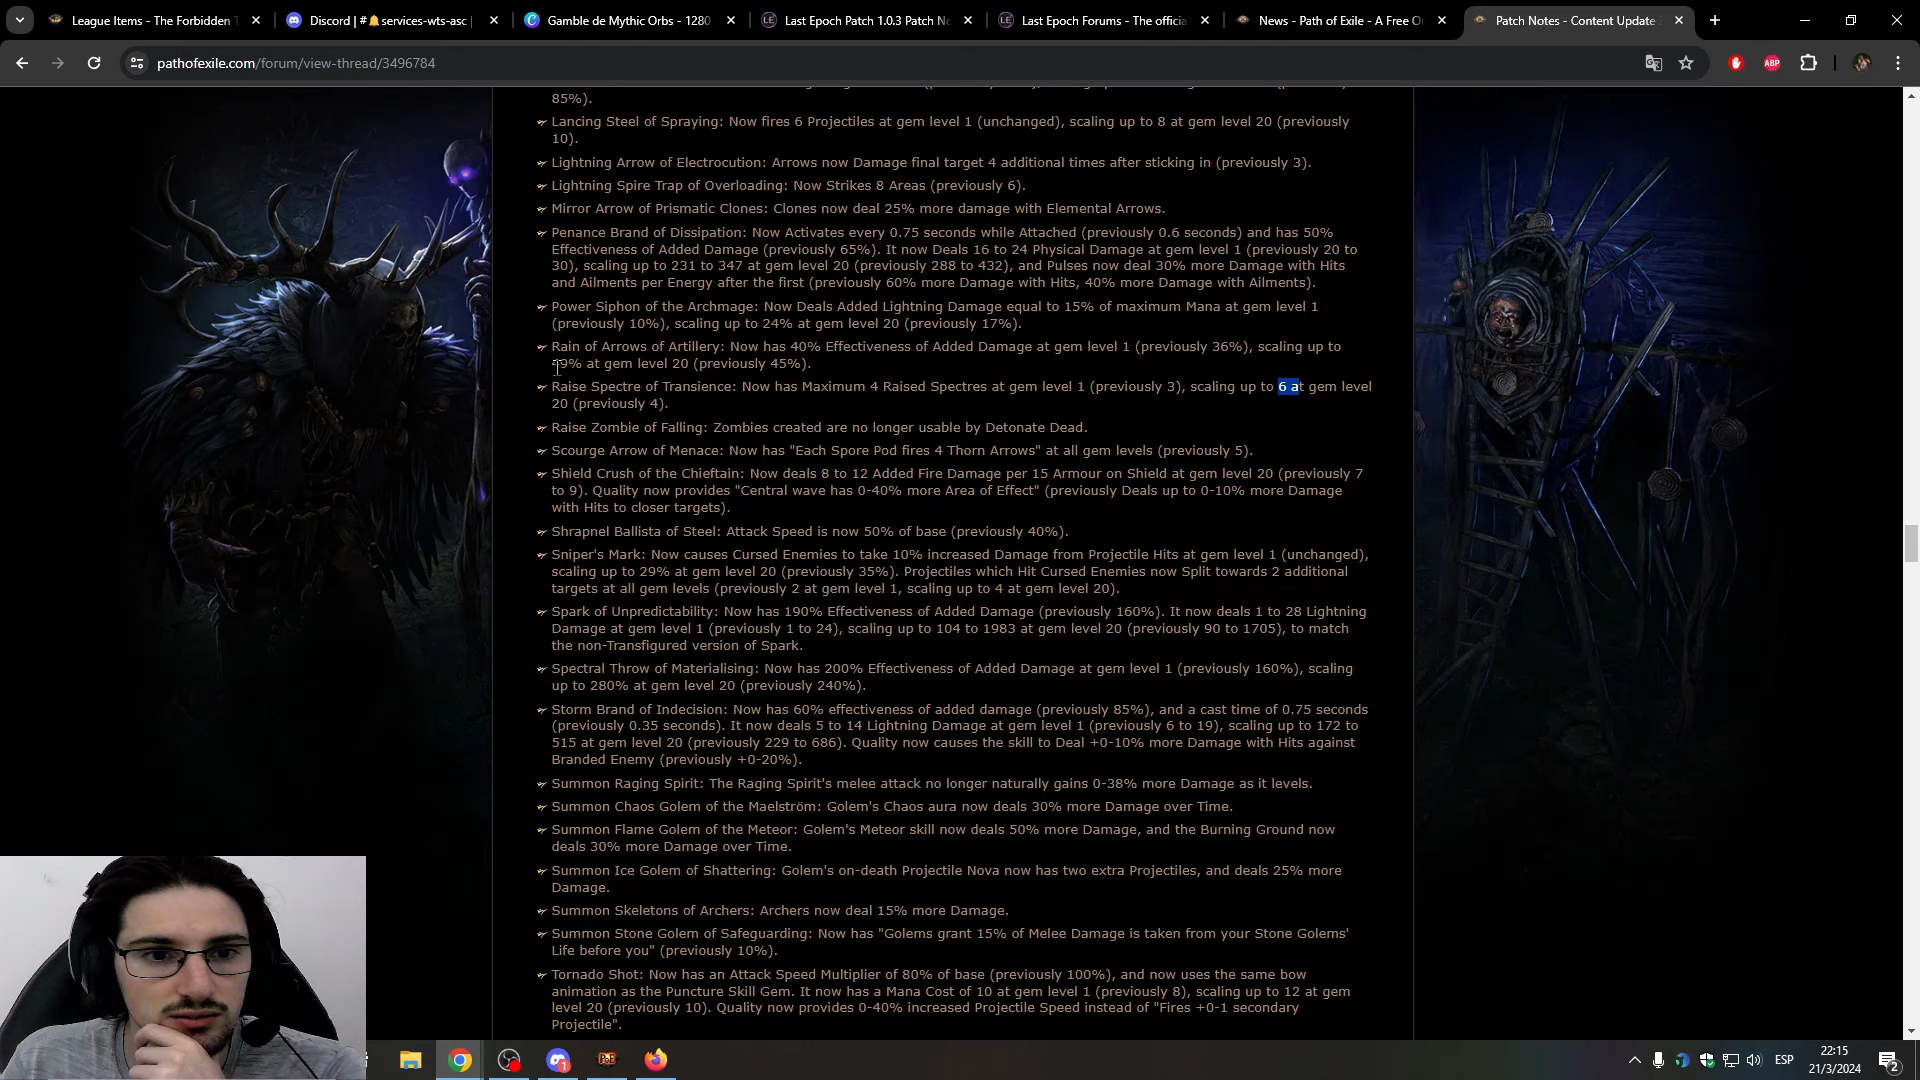 League Items - The Forbidden T
Discord | #🔔services-wts-asc |
Gamble de Mythic Orbs - 1280
Last Epoch Patch 1.0.3 Patch No
Last Epoch Forums - The officia
News - Path of Exile - A Free O
Patch Notes - Content Update
pathofexile.com/forum/view-thread/3496784
ABP
85%).
Lancing Steel of Spraying: Now fires 6 Projectiles at gem level 1 (unchanged), scaling up to 8 at gem level 20 (previously
10).
Lightning Arrow of Electrocution: Arrows now Damage final target 4 additional times after sticking in (previously 3).
Lightning Spire Trap of Overloading: Now Strikes 8 Areas (previously 6).
Mirror Arrow of Prismatic Clones: Clones now deal 25% more damage with Elemental Arrows.
Penance Brand of Dissipation: Now Activates every 0.75 seconds while Attached (previously 0.6 seconds) and has 50%
Effectiveness of Added Damage (previously 65%). It now Deals 16 to 24 Physical Damage at gem level 1 (previously 20 to
30), scaling up to 231 to 347 at gem level 20 (previously 288 to 432), and Pulses now deal 30% more Damage with Hits
and Ailments per Energy after the first (previously 60% more Damage with Hits, 40% more Damage with Ailments).
Power Siphon of the Archmage: Now Deals Added Lightning Damage equal to 15% of maximum Mana at gem level 1
(previously 10%), scaling up to 24% at gem level 20 (previously 17%).
Rain of Arrows of Artillery: Now has 40% Effectiveness of Added Damage at gem level 1 (previously 36%), scaling up to
at gem level 20 (previously 45%).
Raise Spectre of Transience: Now has Maximum 4 Raised Spectres at gem level 1 (previously 3), scaling up to 6 at gem level
20 (previously 4).
Raise Zombie of Falling: Zombies created are no longer usable by Detonate Dead.
Scourge Arrow of Menace: Now has "Each Spore Pod fires 4 Thorn Arrows" at all gem levels (previously 5).
Shield Crush of the Chieftain: Now deals 8 to 12 Added Fire Damage per 15 Armour on Shield at gem level 20 (previously 7
to 9). Quality now provides "Central wave has 0-40% more Area of Effect" (previously Deals up to 0-10% more Damage
with Hits to closer targets).
Shrapnel Ballista of Steel: Attack Speed is now 50% of base (previously 40%).
Sniper's Mark: Now causes Cursed Enemies to take 10% increased Damage from Projectile Hits at gem level 1 (unchanged),
scaling up to 29% at gem level 20 (previously 35%). Projectiles which Hit Cursed Enemies now Split towards 2 additional
targets at all gem levels (previously 2 at gem level 1, scaling up to 4 at gem level 20).
Spark of Unpredictability: Now has 190% Effectiveness of Added Damage (previously 160%). It now deals 1 to 28 Lightning
Damage at gem level 1 (previously 1 to 24), scaling up to 104 to 1983 at gem level 20 (previously 90 to 1705), to match
the non-Transfigured version of Spark.
Spectral Throw of Materialising: Now has 200% Effectiveness of Added Damage at gem level 1 (previously 160%), scaling
up to 280% at gem level 20 (previously 240%).
Storm Brand of Indecision: Now has 60% effectiveness of added damage (previously 85%), and a cast time of 0.75 seconds
(previously 0.35 seconds). It now deals 5 to 14 Lightning Damage at gem level 1 (previously 6 to 19), scaling up to 172 to
515 at gem level 20 (previously 229 to 686). Quality now causes the skill to Deal +0-10% more Damage with Hits against
Branded Enemy (previously +0-20%).
Summon Raging Spirit: The Raging Spirit's melee attack no longer naturally gains 0-38% more Damage as it levels.
Summon Chaos Golem of the Maelström: Golem's Chaos aura now deals 30% more Damage over Time.
Summon Flame Golem of the Meteor: Golem's Meteor skill now deals 50% more Damage, and the Burning Ground now
deals 30% more Damage over Time.
Summon Ice Golem of Shattering: Golem's on-death Projectile Nova now has two extra Projectiles, and deals 25% more
Damage.
Summon Skeletons of Archers: Archers now deal 15% more Damage.
Summon Stone Golem of Safeguarding: Now has "Golems grant 15% of Melee Damage is taken from your Stone Golems'
Life before you" (previously 10%).
Tornado Shot: Now has an Attack Speed Multiplier of 80% of base (previously 100%), and now uses the same bow
animation as the Puncture Skill Gem. It now has a Mana Cost of 10 at gem level 1 (previously 8), scaling up to 12 at gem
level 20 (previously 10). Quality now provides 0-40% increased Projectile Speed instead of "Fires +0-1 secondary
Projectile".
ESP
22:15
21/3/2024
2